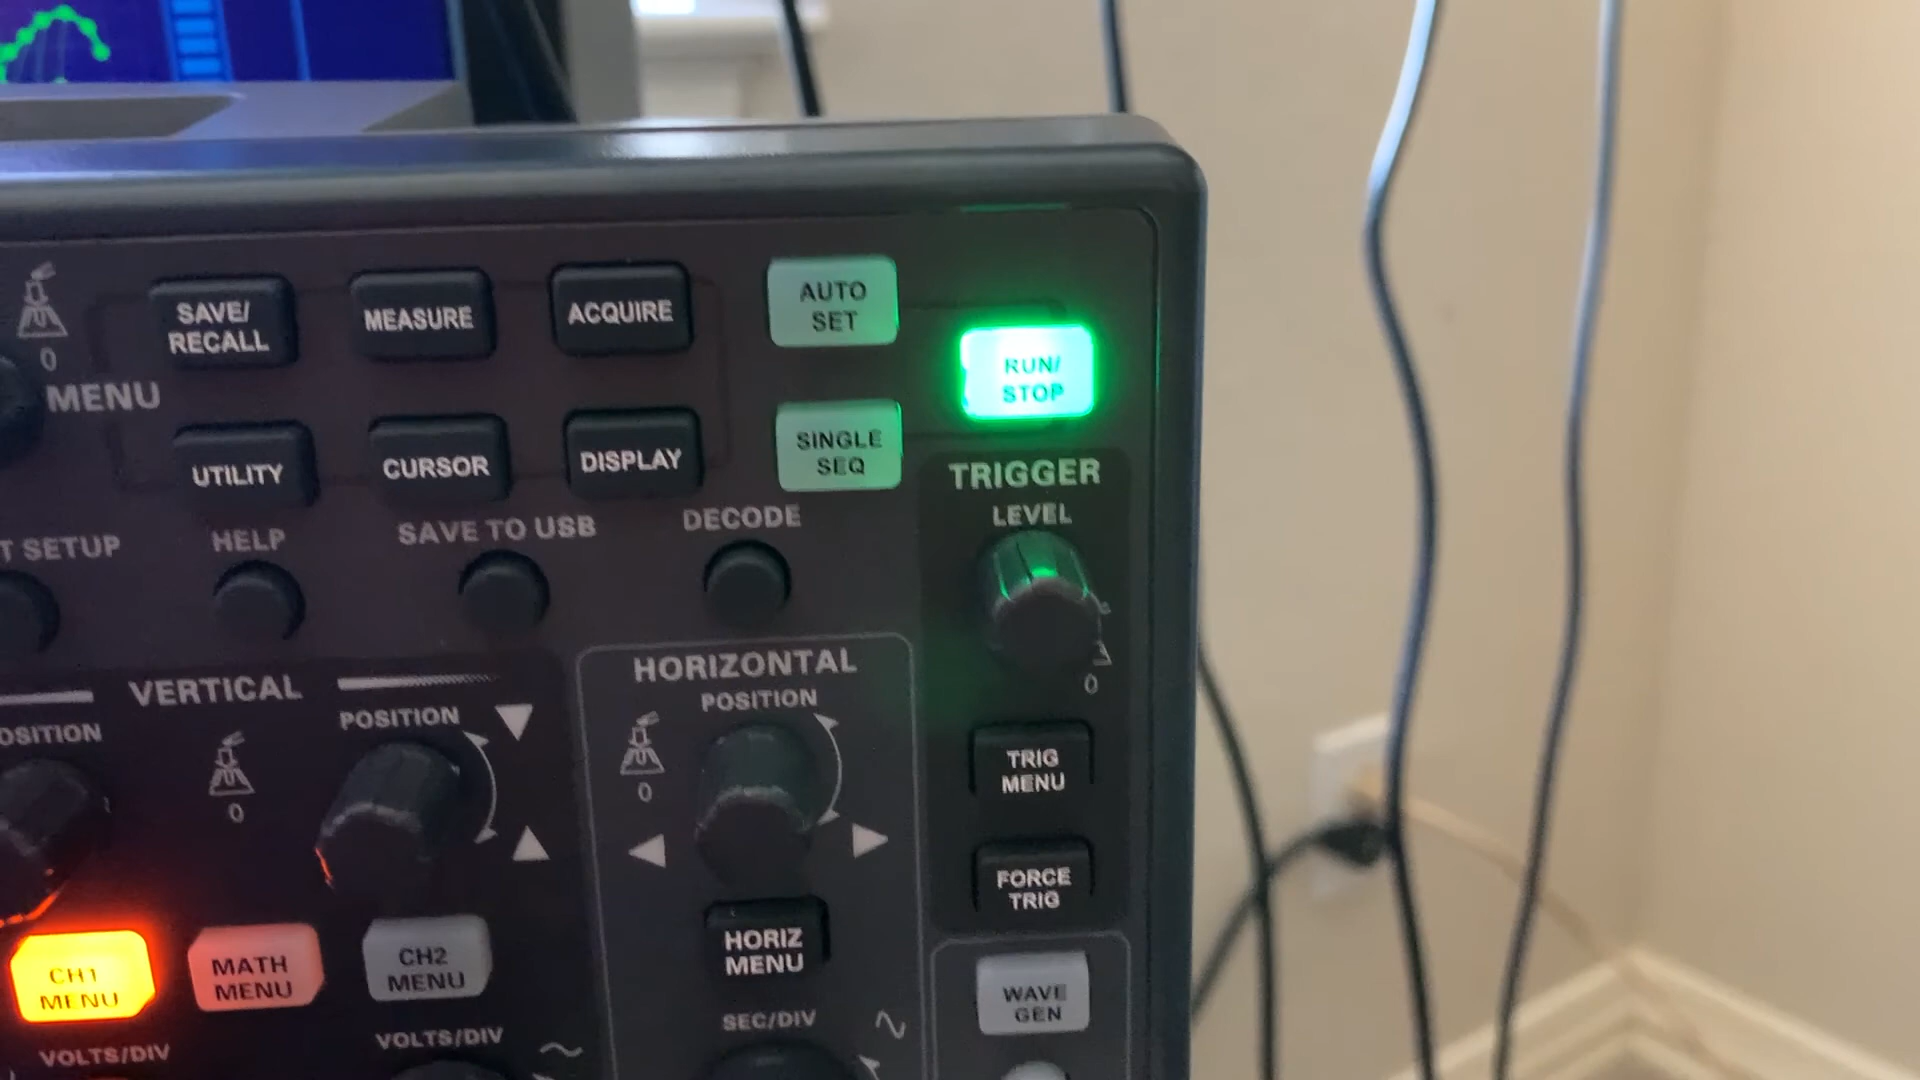 SAVE/
RECALL
MEASURE
ACQUIRE
AUTO
SET
RUN/
STOP
0
MENU
UTILITY
CURSOR
DISPLAY
SINGLE
SEQ
TRIGGER
LEVEL
0
T SETUP
HELP
SAVE TO USB
DECODE
VERTICAL
OSITION
POSITION
0
HORIZONTAL
POSITION
0
TRIG
MENU
FORCE
TRIG
CH1
MENU
MATH
MENU
CH2
MENU
HORIZ
MENU
WAVE
GEN
VOLTS/DIV
VOLTS/DIV
SEC/DIV